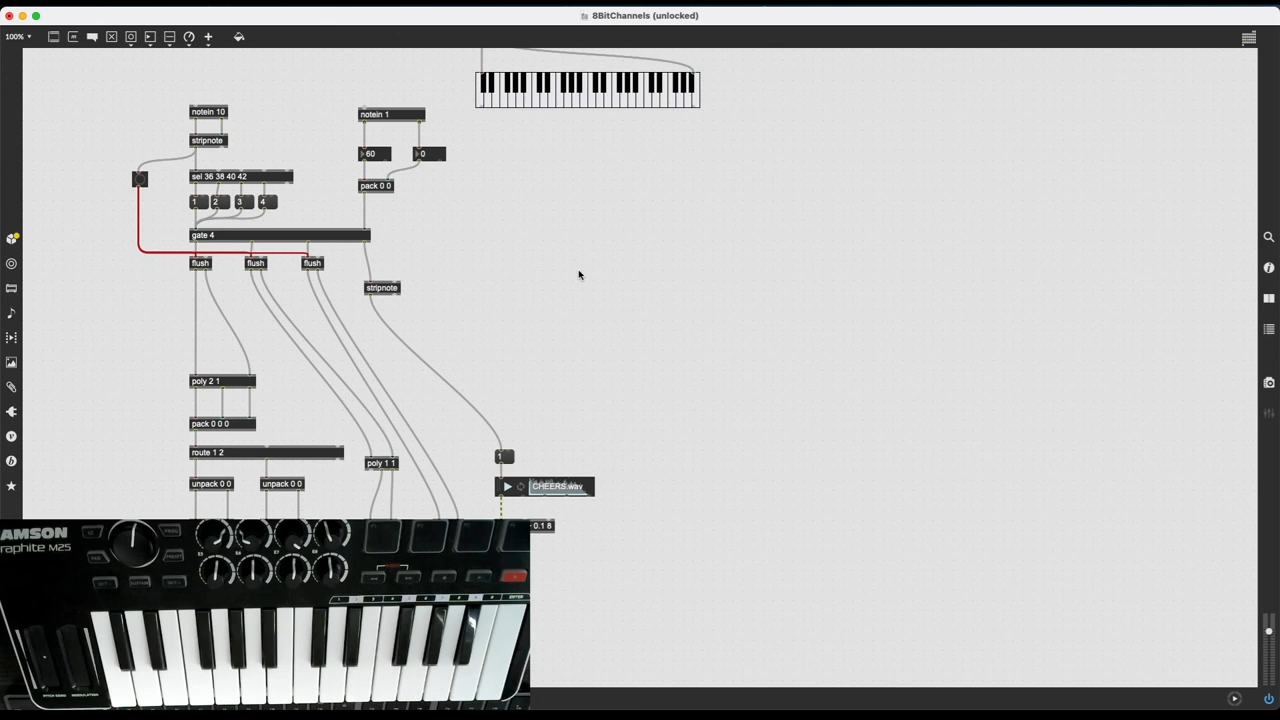 8BitChannels (unlocked)
100%
notein 10
notein 1
stripnote
60
0
sel 36 38 40 42
pack 0 0
1 2 3 4
gate 4
flush
flush
flush
stripnote
poly 2 1
pack 0 0 0
route 1 2
1
poly 1 1
unpack 0 0
unpack 0 0
CHEERS.wav
0.1 8
AMSON
raphite M25